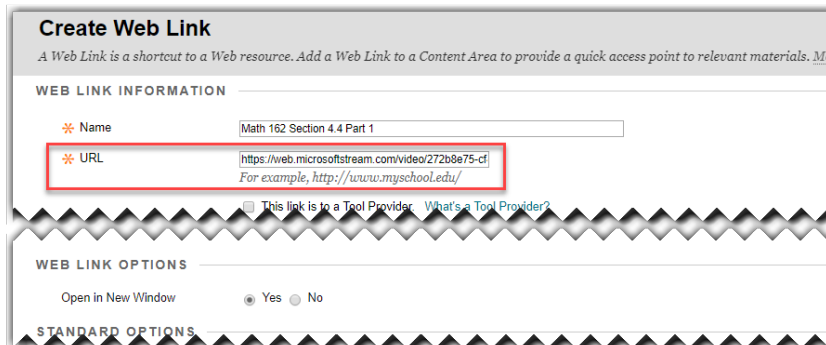 Create Web Link
A Web Link is a shortcut to a Web resource. Add a Web Link to a Content Area to provide a quick access point to relevant materials.
WEB LINK INFORMATION
Name Math 162 Section 4.4 Part 1
URL https://web.microsoftstream.com/video/272b8e75-cf
For example, http://www.myschool.edu/
This link is to a Tool Provider. What's a Tool Provider?
WEB LINK OPTIONS
Open in New Window Yes No
STANDARD OPTIONS